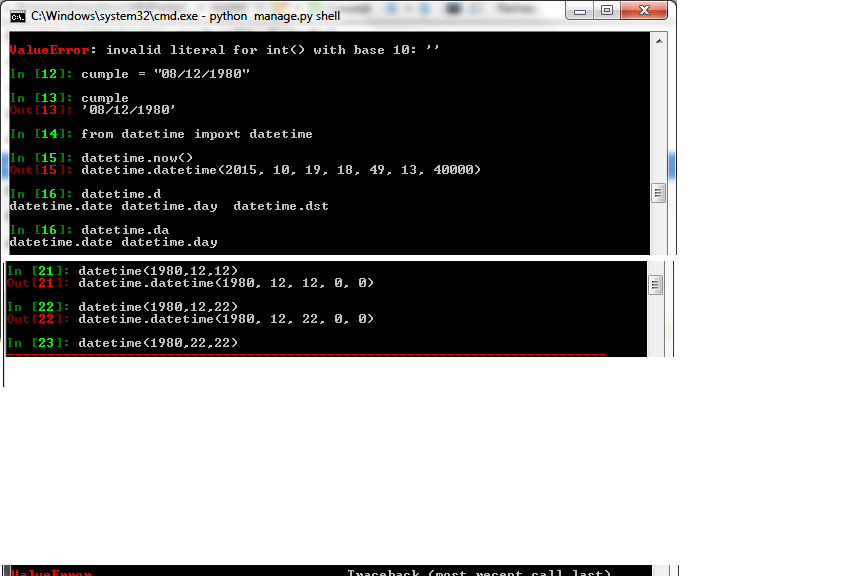 C:\Windows\system32\cmd.exe - python  manage.py shell
ValueError: invalid literal for int() with base 10: ''
In [12]: cumple = "08/12/1980"
In [13]: cumple
Out[13]: '08/12/1980'
In [14]: from datetime import datetime
In [15]: datetime.now()
Out[15]: datetime.datetime(2015, 10, 19, 18, 49, 13, 40000)
In [16]: datetime.d
datetime.date datetime.day  datetime.dst
In [16]: datetime.da
datetime.date datetime.day
In [21]: datetime(1980,12,12)
Out[21]: datetime.datetime(1980, 12, 12, 0, 0)
In [22]: datetime(1980,12,22)
Out[22]: datetime.datetime(1980, 12, 22, 0, 0)
In [23]: datetime(1980,22,22)
ValueError Traceback (most recent call last)